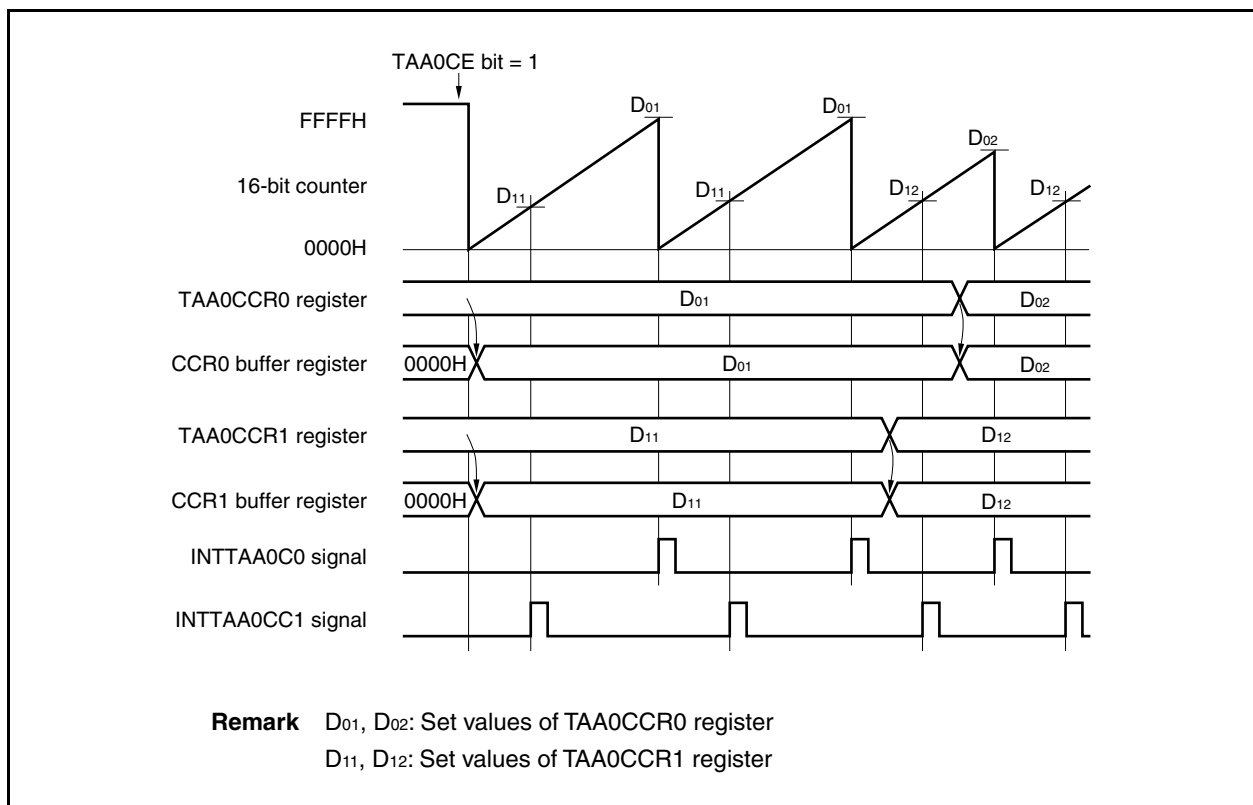 TAA0CE bit = 1
FFFFH
D01
D01
D02
16-bit counter
D11
D11
D12
D12
0000H
TAA0CCR0 register
D01
D02
CCR0 buffer register
0000H
D01
D02
TAA0CCR1 register
D11
D12
CCR1 buffer register
0000H
D11
D12
INTTAA0C0 signal
INTTAA0CC1 signal
Remark D01, D02: Set values of TAA0CCR0 register
D11, D12: Set values of TAA0CCR1 register